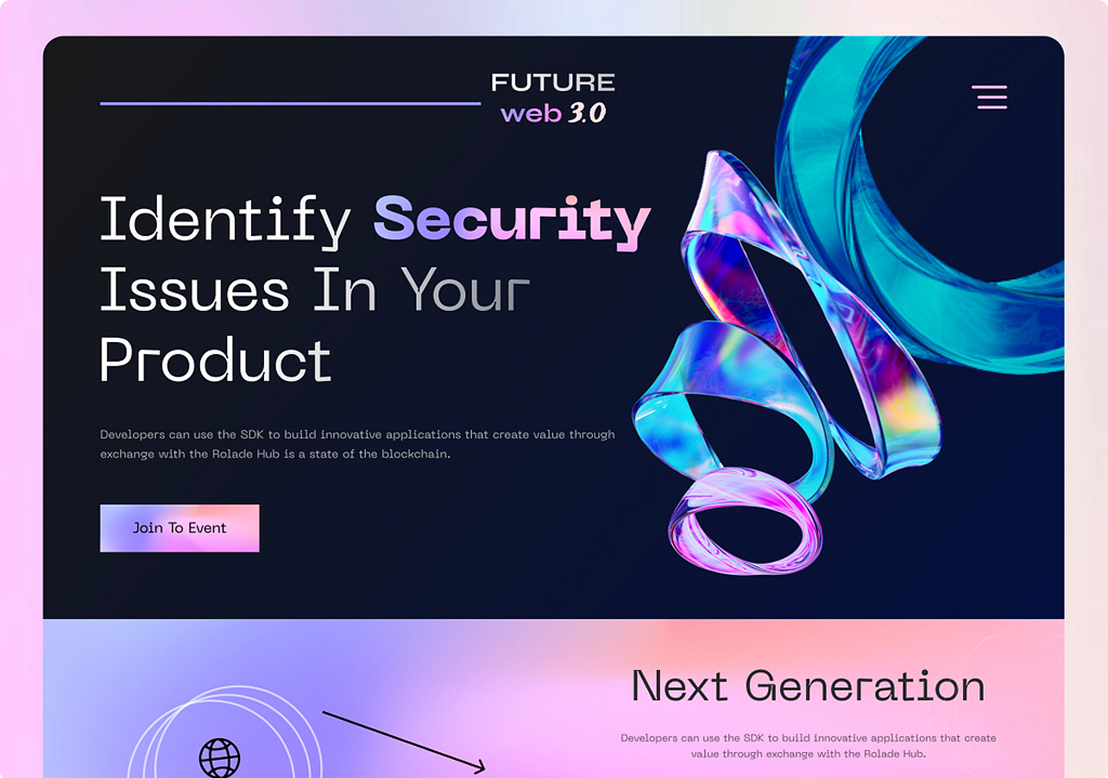 FUTURE
web 3.0
Identify Security
Issues In Your
Product
Developers can use the SDK to build innovative applications that create value through
exchange with the Rolade Hub is a state of the blockchain.
Join To Event
Next Generation
Developers can use the SDK to build innovative applications that create
value through exchange with the Rolade Hub.